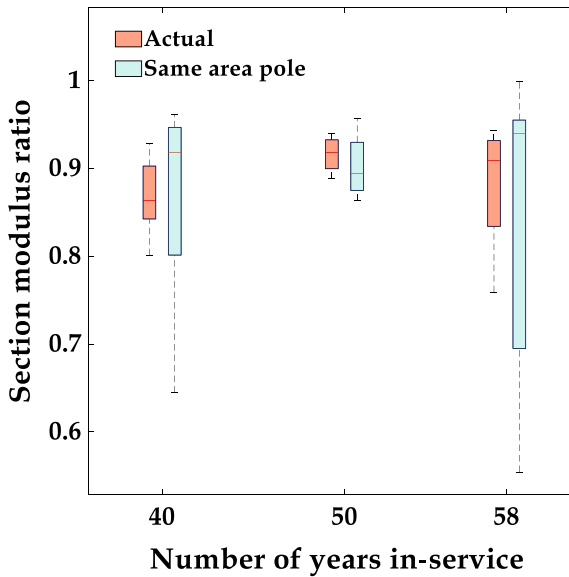 Actual
Same area pole
Section modulus ratio
1
0.9
0.8
0.7
0.6
40 50 58
Number of years in-service